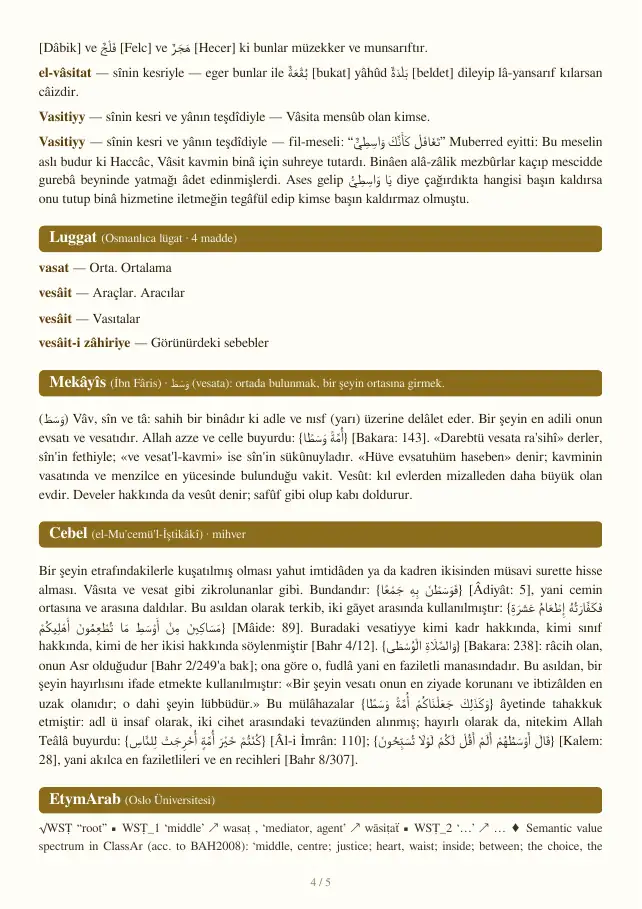 [Dâbik] ve فَلْجٌ [Felc] ve هَجَرٌ [Hecer] ki bunlar müzekker ve munsarıftır.
el-vâsitat — sînin kesriyle — eger bunlar ile بُقْعَةٌ [bukat] yâhûd بَلْدَةٌ [beldet] dileyip lâ-yansarıf kılarsan
câizdir.
Vasitiyy — sînin kesri ve yânın teşdîdiyle — Vâsita mensûb olan kimse.
Vasitiyy — sînin kesri ve yânın teşdîdiyle — fil-meseli: “تَغَافَلْ كَأَنَّكَ وَاسِطِيٌّ” Muberred eyitti: Bu meselin
aslı budur ki Haccâc, Vâsit kavmin binâ için suhreye tutardı. Binâen alâ-zâlik mezbûrlar kaçıp mescidde
gurebâ beyninde yatmağı âdet edinmişlerdi. Ases gelip يَا وَاسِطِيُّ diye çağırdıkta hangisi başın kaldırsa
onu tutup binâ hizmetine iletmeğin tegâfül edip kimse başın kaldırmaz olmuştu.
Luggat (Osmanlıca lügat · 4 madde)
vasat — Orta. Ortalama
vesâit — Araçlar. Aracılar
vesâit — Vasıtalar
vesâit-i zâhiriye — Görünürdeki sebebler
Mekâyîs (İbn Fâris) · وَسَطَ (vesata): ortada bulunmak, bir şeyin ortasına girmek.
(وَسَطَ) Vâv, sîn ve tâ: sahih bir binâdır ki adle ve nısf (yarı) üzerine delâlet eder. Bir şeyin en adili onun
evsatı ve vesatıdır. Allah azze ve celle buyurdu: {أُمَّةً وَسَطًا} [Bakara: 143]. «Darebtü vesata ra'sihî» derler,
sîn'in fethiyle; «ve vesat'l-kavmi» ise sîn'in sükûnuyladır. «Hüve evsatuhüm haseben» denir; kavminin
vasatında ve menzilce en yücesinde bulunduğu vakit. Vesût: kıl evlerden mizalleden daha büyük olan
evdir. Develer hakkında da vesût denir; safûf gibi olup kabı doldurur.
Cebel (el-Mu'cemü'l-İştikâkî) · mihver
Bir şeyin etrafındakilerle kuşatılmış olması yahut imtidâden ya da kadren ikisinden müsavi surette hisse
alması. Vâsıta ve vesat gibi zikrolunanlar gibi. Bundandır: {فَوَسَطْنَ بِهِ جَمْعًا} [Âdiyât: 5], yani cemin
ortasına ve arasına daldılar. Bu asıldan olarak terkib, iki gâyet arasında kullanılmıştır: {فَكَفَّارَتُهُ إِطْعَامُ عَشَرَةِ
مَسَاكِينَ مِنْ أَوْسَطِ مَا تُطْعِمُونَ أَهْلِيكُمْ} [Mâide: 89]. Buradaki vesatiyye kimi kadr hakkında, kimi sınıf
hakkında, kimi de her ikisi hakkında söylenmiştir [Bahr 4/12]. {وَالصَّلَاةِ الْوُسْطَى} [Bakara: 238]: râcih olan,
onun Asr olduğudur [Bahr 2/249'a bak]; ona göre o, fudlâ yani en faziletli manasındadır. Bu asıldan, bir
şeyin hayırlısını ifade etmekte kullanılmıştır: «Bir şeyin vesatı onun en ziyade korunanı ve ibtizâlden en
uzak olanıdır; o dahi şeyin lübbüdür.» Bu mülâhazalar {وَكَذَلِكَ جَعَلْنَاكُمْ أُمَّةً وَسَطًا} âyetinde tahakkuk
etmiştir: adl ü insaf olarak, iki cihet arasındaki tevazünden alınmış; hayırlı olarak da, nitekim Allah
Teâlâ buyurdu: {كُنْتُمْ خَيْرَ أُمَّةٍ أُخْرِجَتْ لِلنَّاسِ} [Âl-i İmrân: 110]; {قَالَ أَوْسَطُهُمْ أَلَمْ أَقُلْ لَكُمْ لَوْلَا تُسَبِّحُونَ} [Kalem:
28], yani akılca en faziletlileri ve en recihleri [Bahr 8/307].
EtymArab (Oslo Üniversitesi)
√WSṬ “root” ▪ WSṬ_1 ‘middle’ ↗ wasaṭ , ‘mediator, agent’ ↗ wāsiṭaẗ ▪ WSṬ_2 ‘…’ ↗ … ♦ Semantic value
spectrum in ClassAr (acc. to BAH2008): ‘middle, centre; justice; heart, waist; inside; between; the choice, the
4 / 5